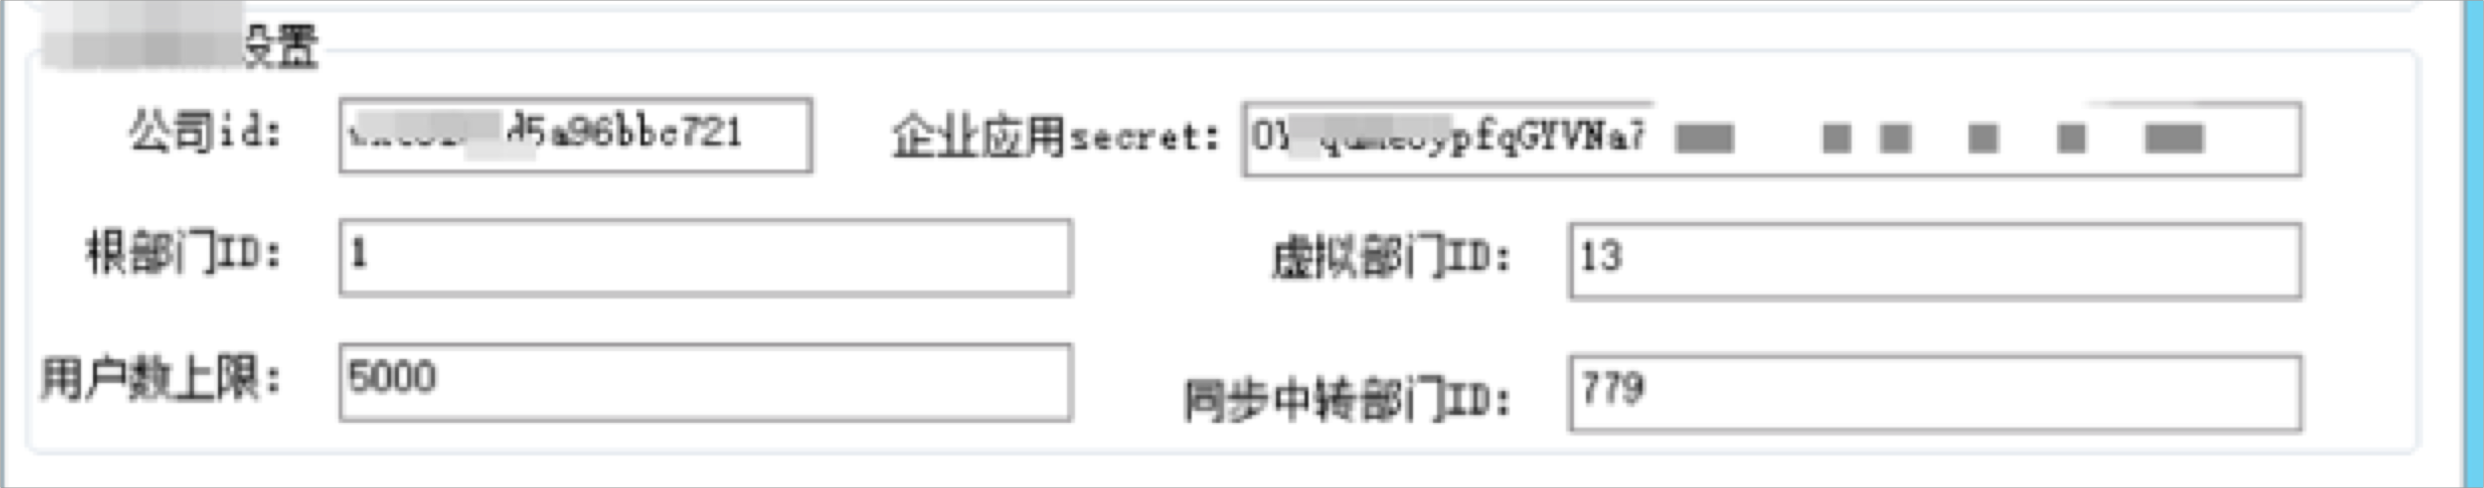 设置
公司id: d5a96bbc721 企业应用secret: pfqGYVNa7
根部门ID: 1 虚拟部门ID: 13
用户数上限: 5000 同步中转部门ID: 779